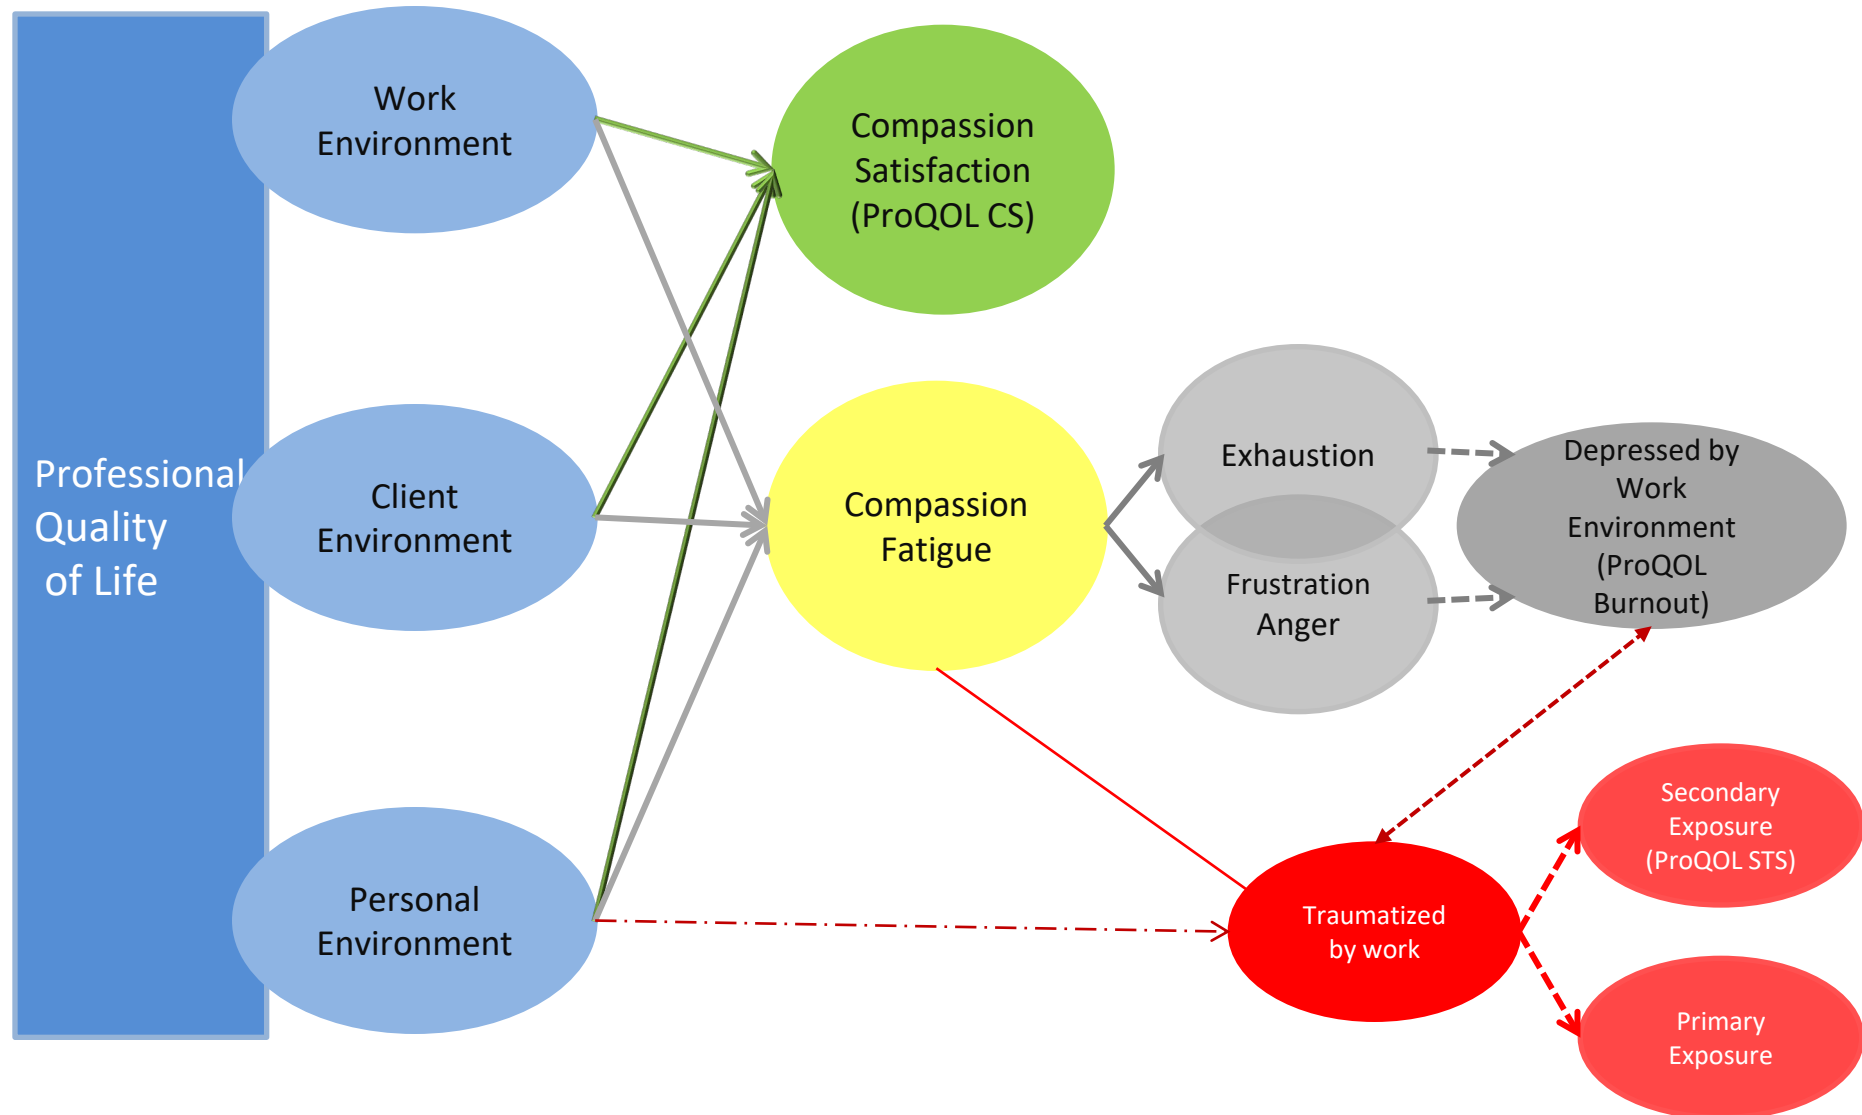 Professional
Quality
of Life
Work
Environment
Client
Environment
Personal
Environment
Compassion
Satisfaction
(ProQOL CS)
Compassion
Fatigue
Exhaustion
Frustration
Anger
Depressed by
Work
Environment
(ProQOL
Burnout)
Traumatized
by work
Secondary
Exposure
(ProQOL STS)
Primary
Exposure